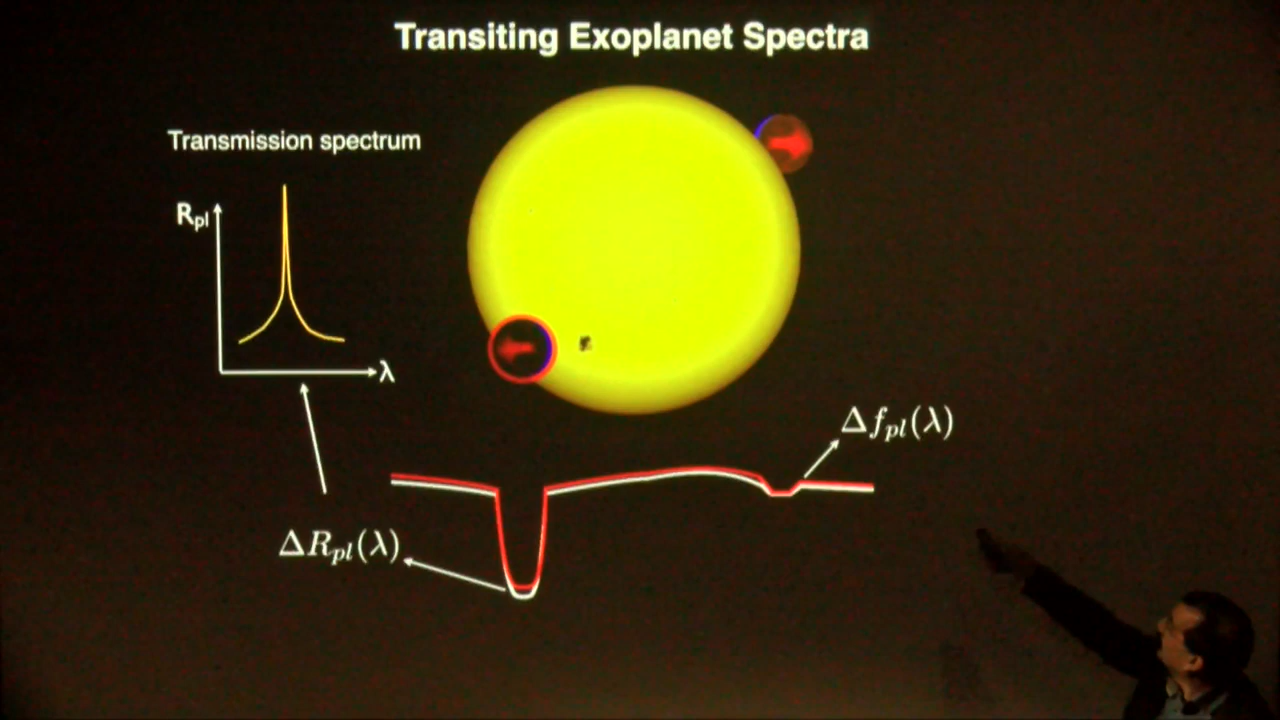 Transiting Exoplanet Spectra
Transmission spectrum
R_pl
λ
Δf_pl(λ)
ΔR_pl(λ)